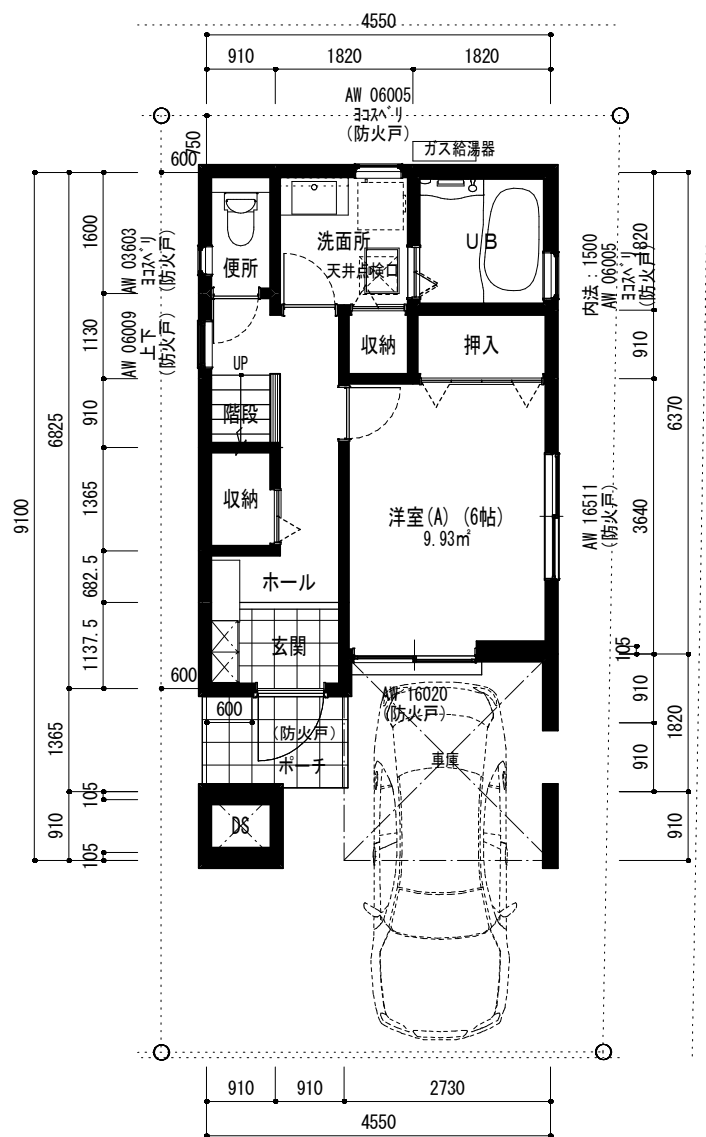 4550
910
1820
1820
AW 06005
ﾖｺｽﾍﾞﾘ
(防火戸)
ガス給湯器
750
600
1600
1130
910
1365
682.5
1137.5
6825
9100
1365
910
105
105
AW 03603
ﾖｺｽﾍﾞﾘ
(防火戸)
AW 06009
上下
(防火戸)
便所
洗面所
天井点検口
UB
収納
押入
UP
階段
収納
洋室(A) (6帖)
9.93㎡
ホール
玄関
600
600
(防火戸)
ポーチ
DS
AW 16020
(防火戸)
車庫
内法:1500
AW 06005
ﾖｺｽﾍﾞﾘ
(防火戸)
AW 16511
(防火戸)
1820
910
3640
105
910
910
6370
1820
910
910
910
2730
4550